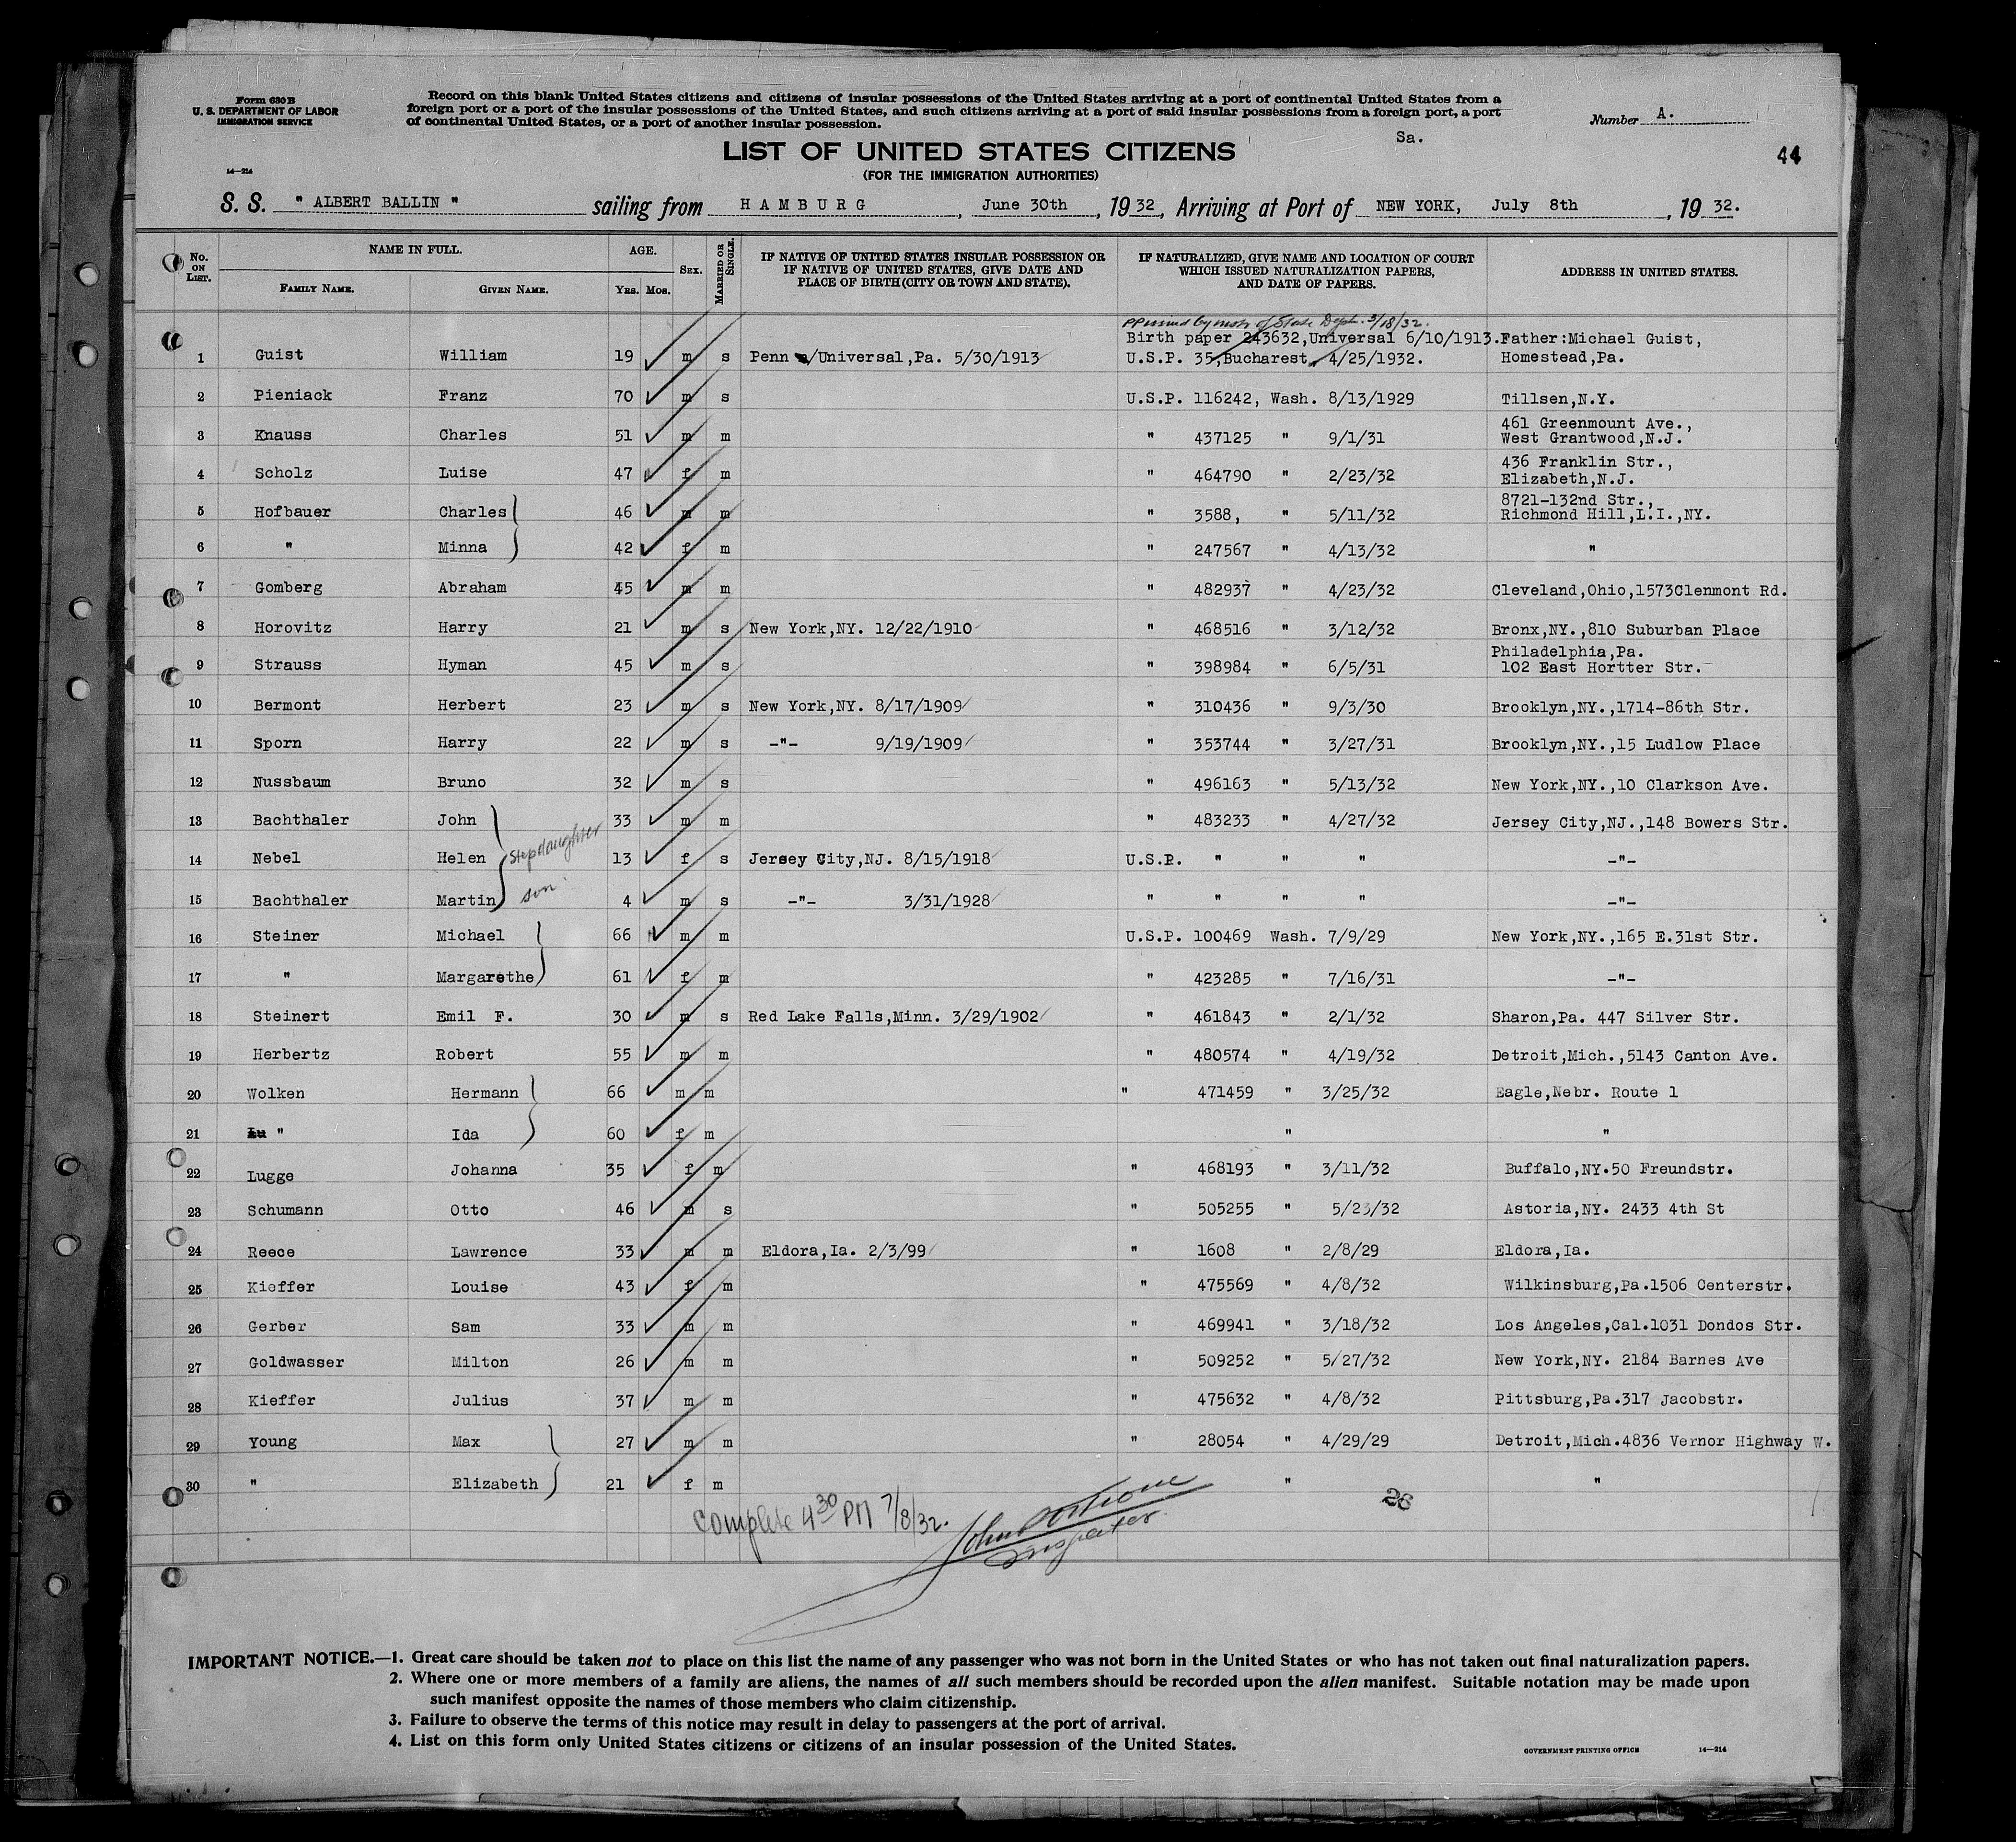 Form 630 B
U. S. DEPARTMENT OF LABOR
IMMIGRATION SERVICE
14—214
Record on this blank United States citizens and citizens of insular possessions of the United States arriving at a port of continental United States from a
foreign port or a port of the insular possessions of the United States, and such citizens arriving at a port of said insular possessions from a foreign port, a port
of continental United States, or a port of another insular possession.
Number A.
Sa.
LIST OF UNITED STATES CITIZENS
44
(FOR THE IMMIGRATION AUTHORITIES)
S. S. " ALBERT BALLIN " sailing from HAMBURG, June 30th, 1932, Arriving at Port of NEW YORK, July 8th, 1932.
No. ON LIST. NAME IN FULL. FAMILY NAME. GIVEN NAME. AGE. YRS. MOS. SEX. MARRIED OR SINGLE. IF NATIVE OF UNITED STATES INSULAR POSSESSION OR IF NATIVE OF UNITED STATES, GIVE DATE AND PLACE OF BIRTH (CITY OR TOWN AND STATE). IF NATURALIZED, GIVE NAME AND LOCATION OF COURT WHICH ISSUED NATURALIZATION PAPERS, AND DATE OF PAPERS. ADDRESS IN UNITED STATES.
of State Dept. 3/18/32.
Birth paper 243632, Universal 6/10/1913. Father:Michael Guist,
1 Guist William 19 m s Penn /Universal,Pa. 5/30/1913 U.S.P. 35,Bucharest, 4/25/1932. Homestead,Pa.
2 Pieniack Franz 70 m s U.S.P. 116242, Wash. 8/13/1929 Tillsen,N.Y.
3 Knauss Charles 51 m m " 437125 " 9/1/31 461 Greenmount Ave., West Grantwood,N.J.
4 Scholz Luise 47 f m " 464790 " 2/23/32 436 Franklin Str., Elizabeth,N.J.
5 Hofbauer Charles 46 m m " 3588, " 5/11/32 8721-132nd Str., Richmond Hill,L.I.,NY.
6 " Minna 42 f m " 247567 " 4/13/32 "
7 Gomberg Abraham 45 m m " 482937 " 4/23/32 Cleveland,Ohio,1573Clenmont Rd.
8 Horovitz Harry 21 m s New York,NY. 12/22/1910 " 468516 " 3/12/32 Bronx,NY.,810 Suburban Place
9 Strauss Hyman 45 m s " 398984 " 6/5/31 Philadelphia,Pa. 102 East Hortter Str.
10 Bermont Herbert 23 m s New York,NY. 8/17/1909 " 310436 " 9/3/30 Brooklyn,NY.,1714-86th Str.
11 Sporn Harry 22 m s -"- 9/19/1909 " 353744 " 3/27/31 Brooklyn,NY.,15 Ludlow Place
12 Nussbaum Bruno 32 m s " 496163 " 5/13/32 New York,NY.,10 Clarkson Ave.
13 Bachthaler John 33 m m " 483233 " 4/27/32 Jersey City,NJ.,148 Bowers Str.
14 Nebel Helen stepdaughter 13 f s Jersey City,NJ. 8/15/1918 U.S.P. " " " -"-
15 Bachthaler Martin son 4 m s -"- 3/31/1928 " " " " -"-
16 Steiner Michael 66 m m U.S.P. 100469 Wash. 7/9/29 New York,NY.,165 E.31st Str.
17 " Margarethe 61 f m " 423285 " 7/16/31 -"-
18 Steinert Emil F. 30 m s Red Lake Falls,Minn. 3/29/1902 " 461843 " 2/1/32 Sharon,Pa. 447 Silver Str.
19 Herbertz Robert 55 m m " 480574 " 4/19/32 Detroit,Mich.,5143 Canton Ave.
20 Wolken Hermann 66 m m " 471459 " 3/25/32 Eagle,Nebr. Route 1
21 " Ida 60 f m " "
22 Lugge Johanna 35 f m " 468193 " 3/11/32 Buffalo,NY.50 Freundstr.
23 Schumann Otto 46 m s " 505255 " 5/23/32 Astoria,NY. 2433 4th St
24 Reece Lawrence 33 m m Eldora,Ia. 2/3/99 " 1608 " 2/8/29 Eldora,Ia.
25 Kieffer Louise 43 f m " 475569 " 4/8/32 Wilkinsburg,Pa.1506 Centerstr.
26 Gerber Sam 33 m m " 469941 " 3/18/32 Los Angeles,Cal.1031 Dondos Str.
27 Goldwasser Milton 26 m m " 509252 " 5/27/32 New York,NY. 2184 Barnes Ave
28 Kieffer Julius 37 m m " 475632 " 4/8/32 Pittsburg,Pa.317 Jacobstr.
29 Young Max 27 m m " 28054 " 4/29/29 Detroit,Mich.4836 Vernor Highway W.
30 " Elizabeth 21 f m " "
26
Complete 4 30 PM 7/8/32.
John
Inspector.
IMPORTANT NOTICE.—1. Great care should be taken not to place on this list the name of any passenger who was not born in the United States or who has not taken out final naturalization papers.
2. Where one or more members of a family are aliens, the names of all such members should be recorded upon the alien manifest. Suitable notation may be made upon
such manifest opposite the names of those members who claim citizenship.
3. Failure to observe the terms of this notice may result in delay to passengers at the port of arrival.
4. List on this form only United States citizens or citizens of an insular possession of the United States.
GOVERNMENT PRINTING OFFICE 14—214